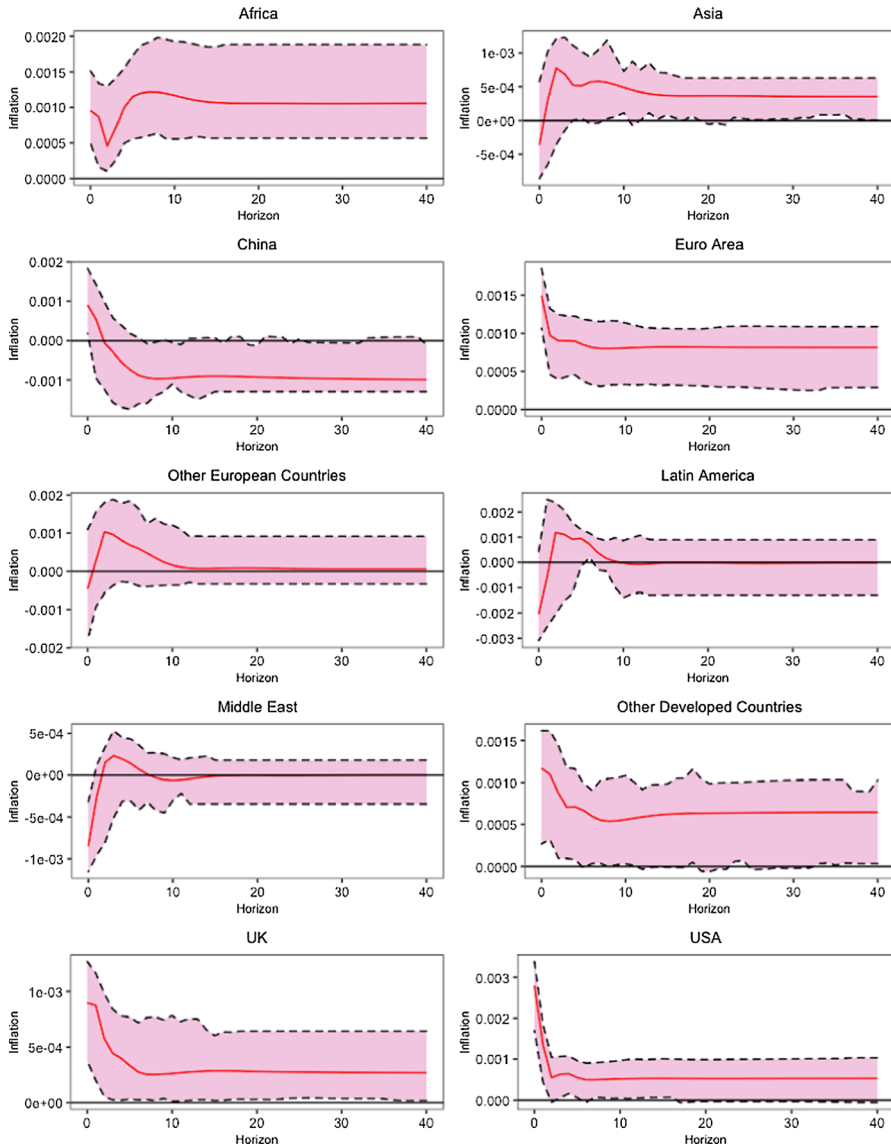 Africa
Inflation
0.0020
0.0015
0.0010
0.0005
0.0000
0 10 20 30 40
Horizon
Asia
Inflation
1e-03
5e-04
0e+00
-5e-04
0 10 20 30 40
Horizon
China
Inflation
0.002
0.001
0.000
-0.001
0 10 20 30 40
Horizon
Euro Area
Inflation
0.0015
0.0010
0.0005
0.0000
0 10 20 30 40
Horizon
Other European Countries
Inflation
0.002
0.001
0.000
-0.001
-0.002
0 10 20 30 40
Horizon
Latin America
Inflation
0.002
0.001
0.000
-0.001
-0.002
-0.003
0 10 20 30 40
Horizon
Middle East
Inflation
5e-04
0e+00
-5e-04
-1e-03
0 10 20 30 40
Horizon
Other Developed Countries
Inflation
0.0015
0.0010
0.0005
0.0000
0 10 20 30 40
Horizon
UK
Inflation
1e-03
5e-04
0e+00
0 10 20 30 40
Horizon
USA
Inflation
0.003
0.002
0.001
0.000
0 10 20 30 40
Horizon